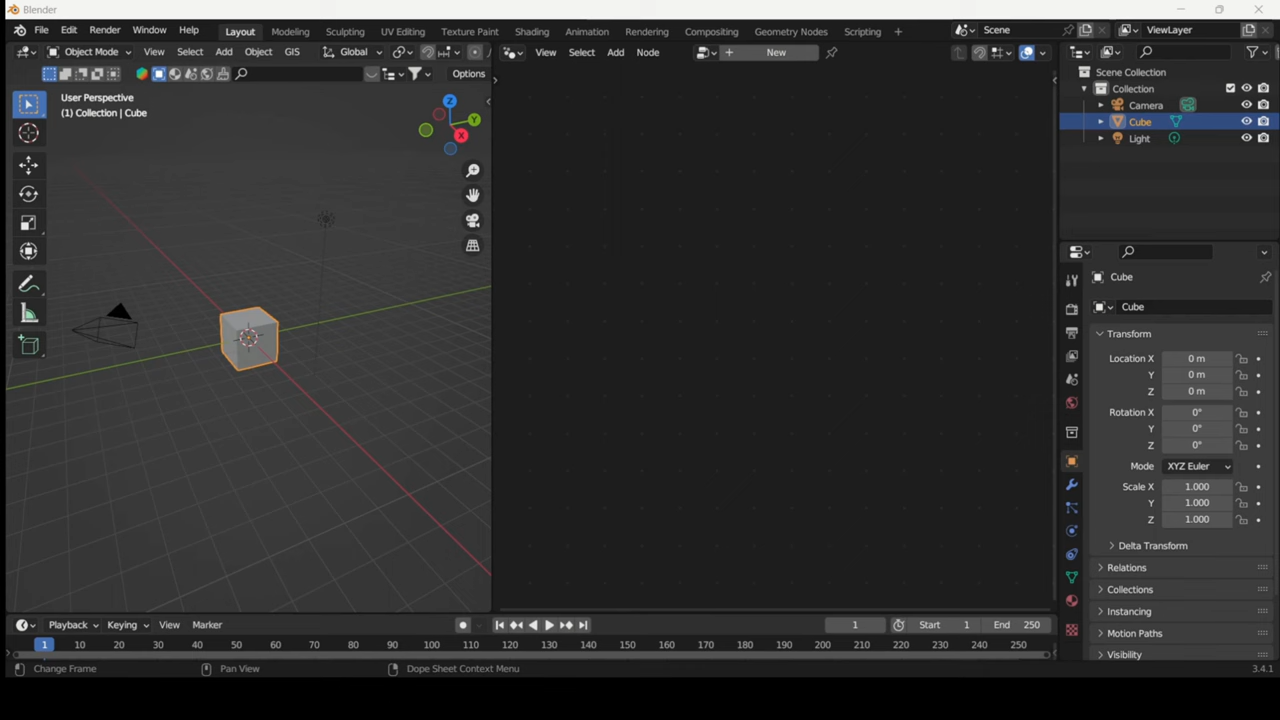 Blender
File Edit Render Window Help Layout Modeling Sculpting UV Editing Texture Paint Shading Animation Rendering Compositing Geometry Nodes Scripting + Scene ViewLayer
Object Mode View Select Add Object GIS Global View Select Add Node + New
Options
User Perspective
(1) Collection | Cube
Z
Y
X
Scene Collection
Collection
Camera
Cube
Light
Cube
Cube
Transform
Location X 0 m
Y 0 m
Z 0 m
Rotation X 0°
Y 0°
Z 0°
Mode XYZ Euler
Scale X 1.000
Y 1.000
Z 1.000
Delta Transform
Relations
Collections
Instancing
Motion Paths
Visibility
Playback Keying View Marker 1 Start 1 End 250
1 10 20 30 40 50 60 70 80 90 100 110 120 130 140 150 160 170 180 190 200 210 220 230 240 250
Change Frame Pan View Dope Sheet Context Menu 3.4.1